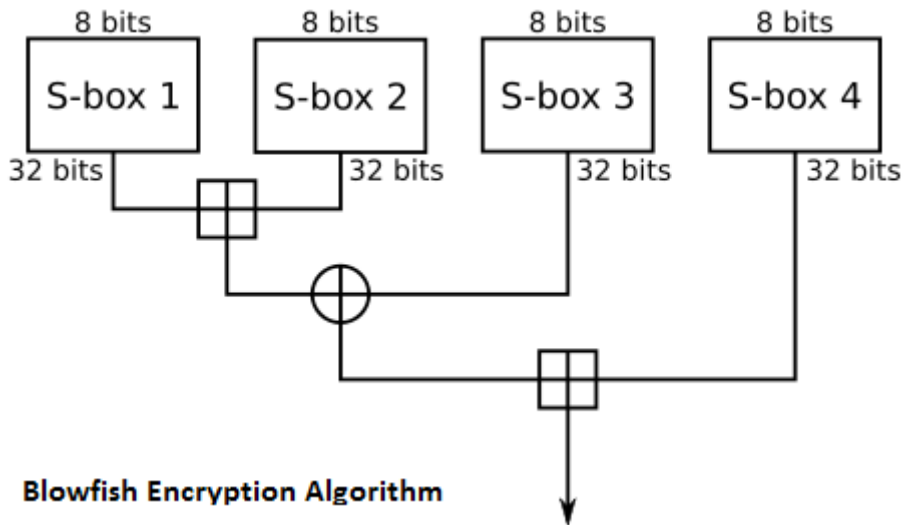 8 bits 8 bits 8 bits 8 bits
S-box 1 S-box 2 S-box 3 S-box 4
32 bits 32 bits 32 bits 32 bits
Blowfish Encryption Algorithm